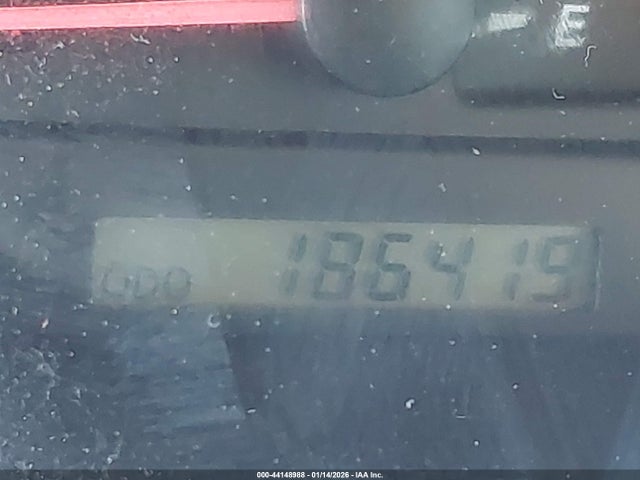 E
ODO 186419
000-44148988 - 01/14/2026 - IAA Inc.